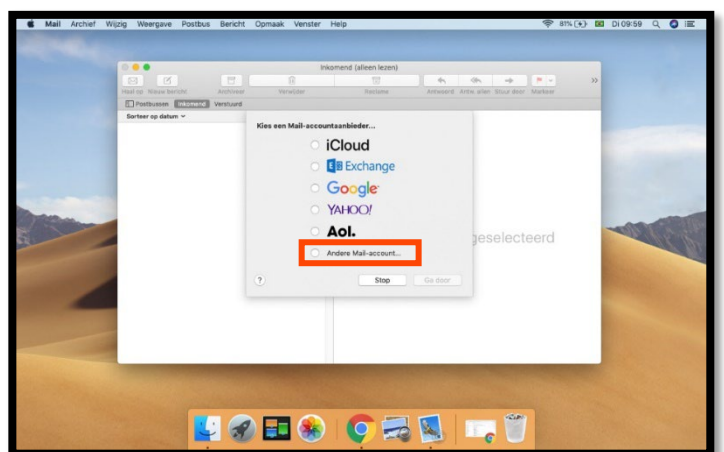 Mail Archief Wijzig Weergave Postbus Bericht Opmaak Venster Help 81% Di 09:59
Inkomend (alleen lezen)
Haal op Nieuw bericht Archiveer Verwijder Reclame Antwoord Antw. allen Stuur door Markeer
Postbussen Inkomend Verstuurd
Sorteer op datum
Kies een Mail-accountaanbieder...
iCloud
Exchange
Google
YAHOO!
Aol.
geselecteerd
Andere Mail-account...
? Stop Ga door